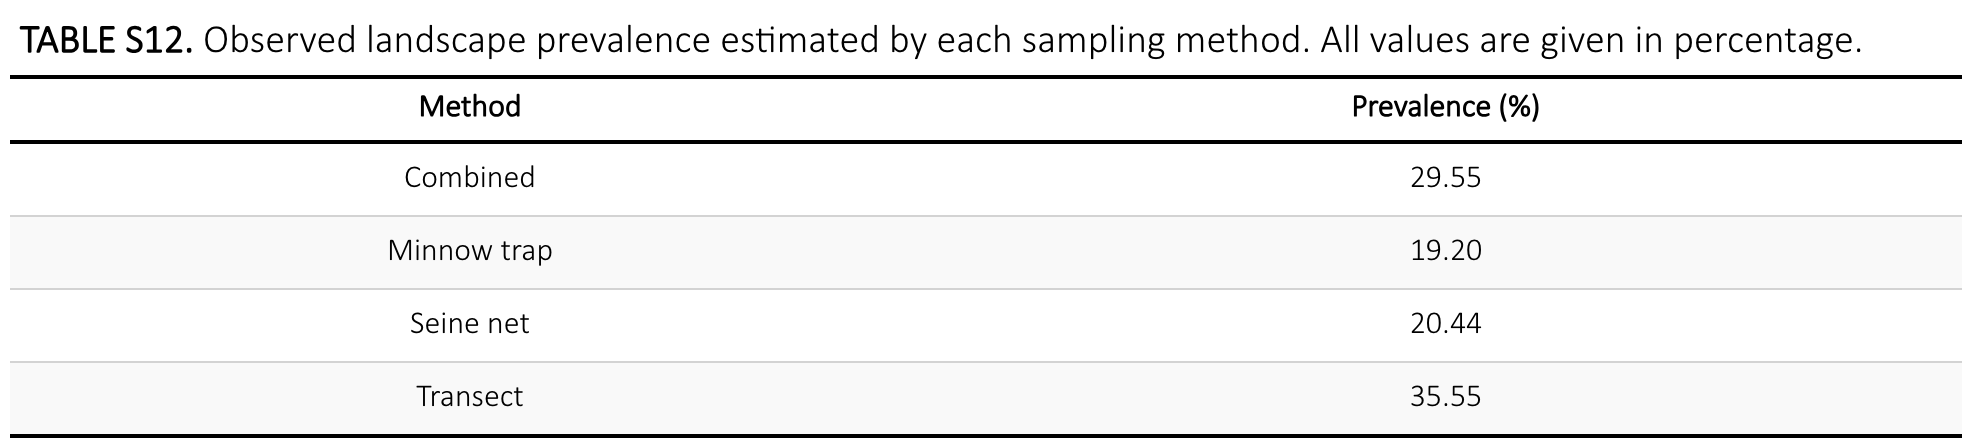 TABLE S12. Observed landscape prevalence estimated by each sampling method. All values are given in percentage.
Method Prevalence (%)
Combined 29.55
Minnow trap 19.20
Seine net 20.44
Transect 35.55